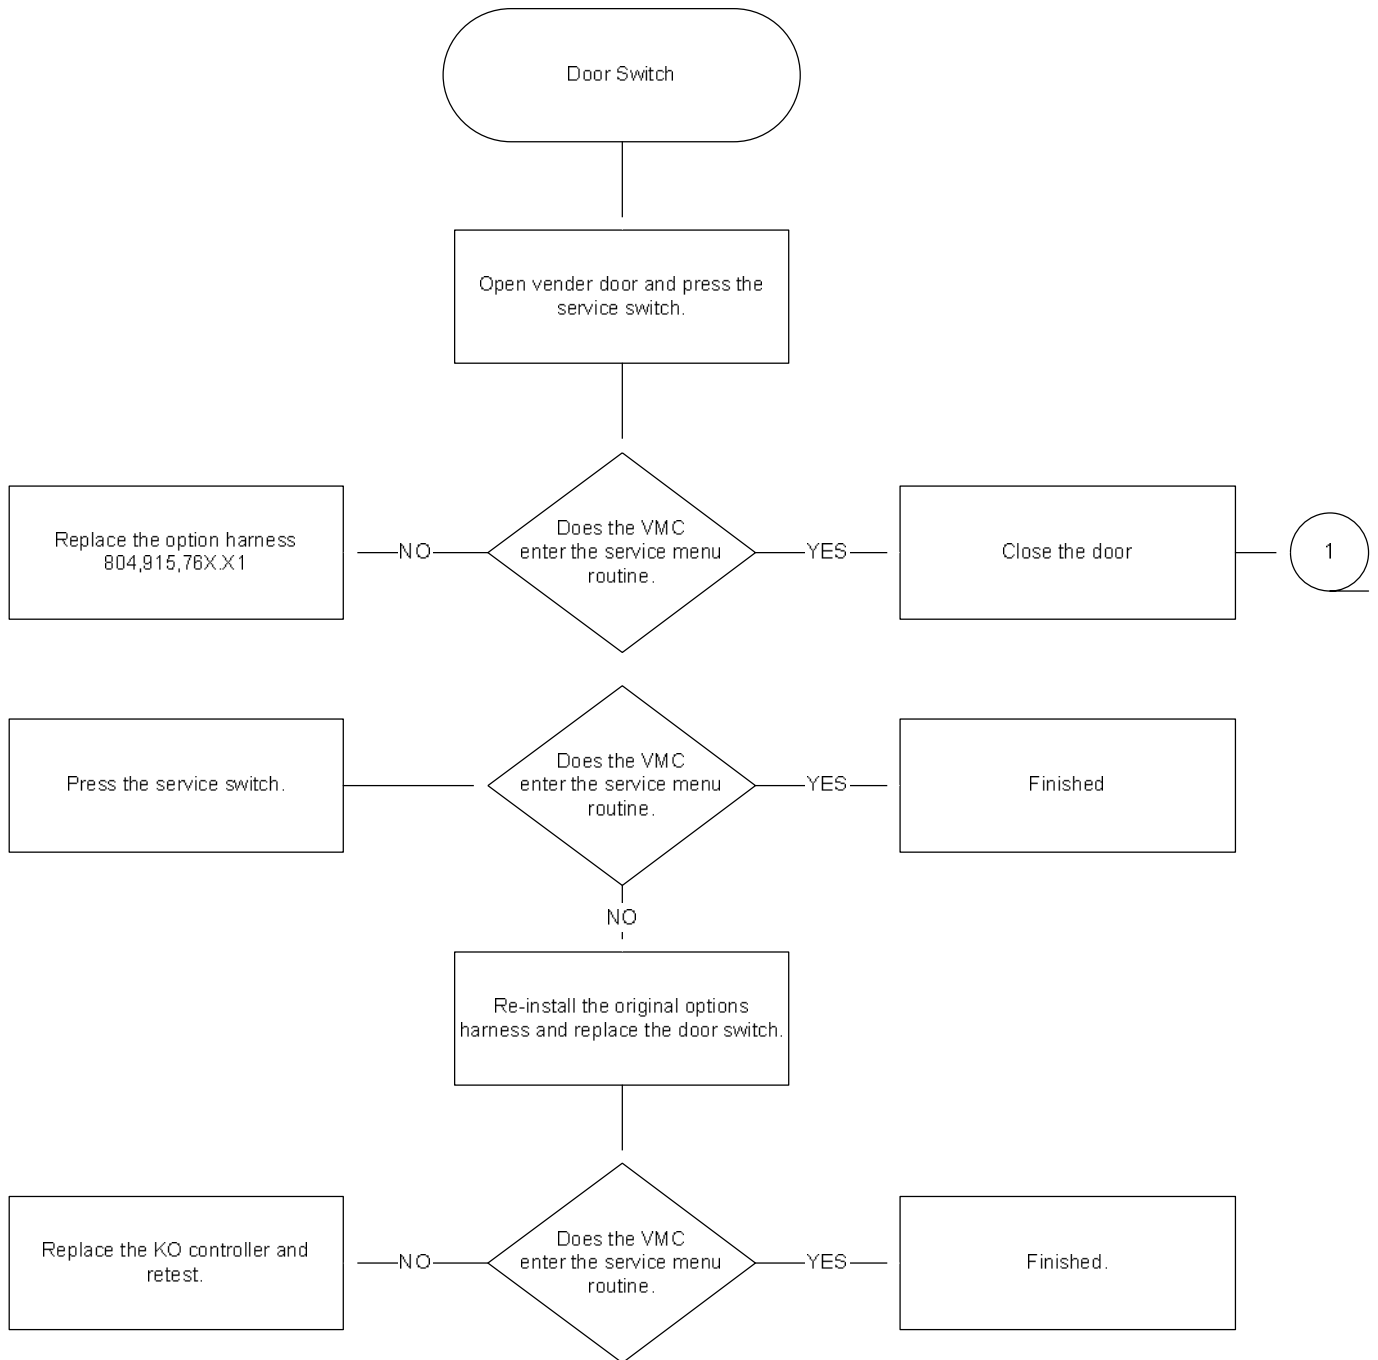 Door Switch
Open vender door and press the
service switch.
Does the VMC
enter the service menu
routine.
NO
YES
Replace the option harness
804,915,76X.X1
Close the door
1
Press the service switch.
Does the VMC
enter the service menu
routine.
YES
Finished
NO
Re-install the original options
harness and replace the door switch.
Does the VMC
enter the service menu
routine.
NO
YES
Replace the KO controller and
retest.
Finished.